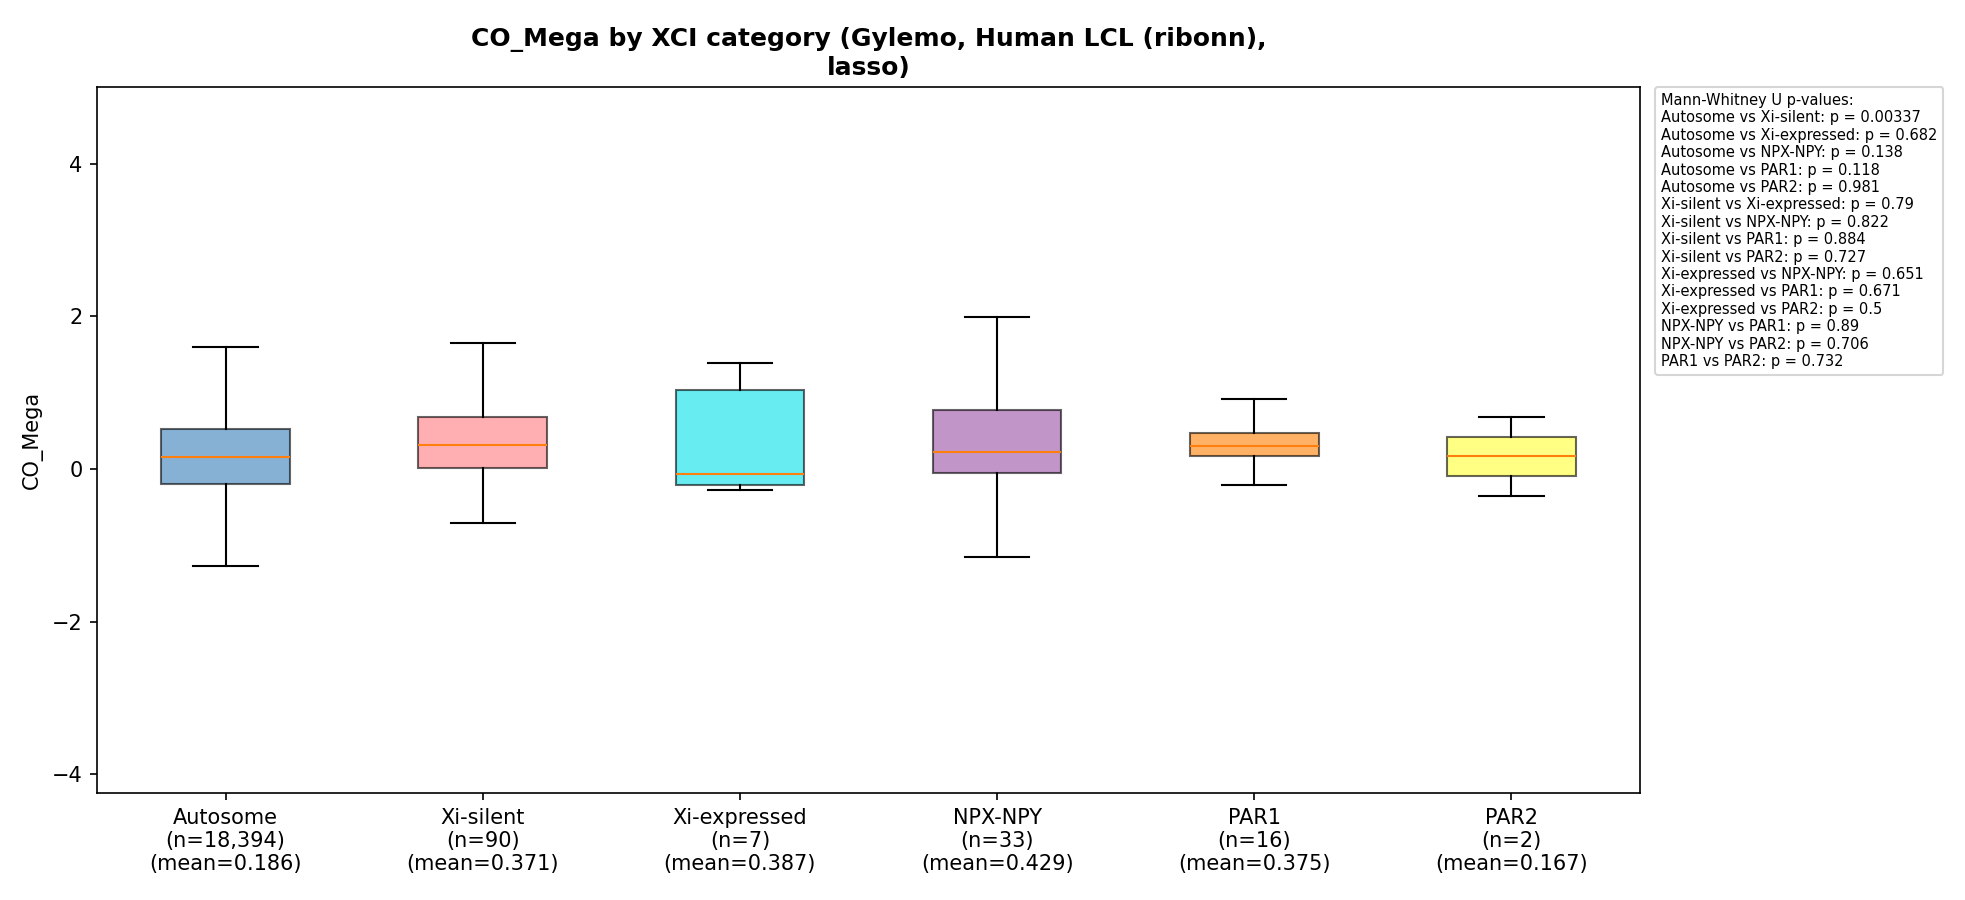 CO_Mega by XCI category (Gylemo, Human LCL (ribonn),
lasso)
CO_Mega
4
2
0
−2
−4
Autosome
(n=18,394)
(mean=0.186)
Xi-silent
(n=90)
(mean=0.371)
Xi-expressed
(n=7)
(mean=0.387)
NPX-NPY
(n=33)
(mean=0.429)
PAR1
(n=16)
(mean=0.375)
PAR2
(n=2)
(mean=0.167)
Mann-Whitney U p-values:
Autosome vs Xi-silent: p = 0.00337
Autosome vs Xi-expressed: p = 0.682
Autosome vs NPX-NPY: p = 0.138
Autosome vs PAR1: p = 0.118
Autosome vs PAR2: p = 0.981
Xi-silent vs Xi-expressed: p = 0.79
Xi-silent vs NPX-NPY: p = 0.822
Xi-silent vs PAR1: p = 0.884
Xi-silent vs PAR2: p = 0.727
Xi-expressed vs NPX-NPY: p = 0.651
Xi-expressed vs PAR1: p = 0.671
Xi-expressed vs PAR2: p = 0.5
NPX-NPY vs PAR1: p = 0.89
NPX-NPY vs PAR2: p = 0.706
PAR1 vs PAR2: p = 0.732